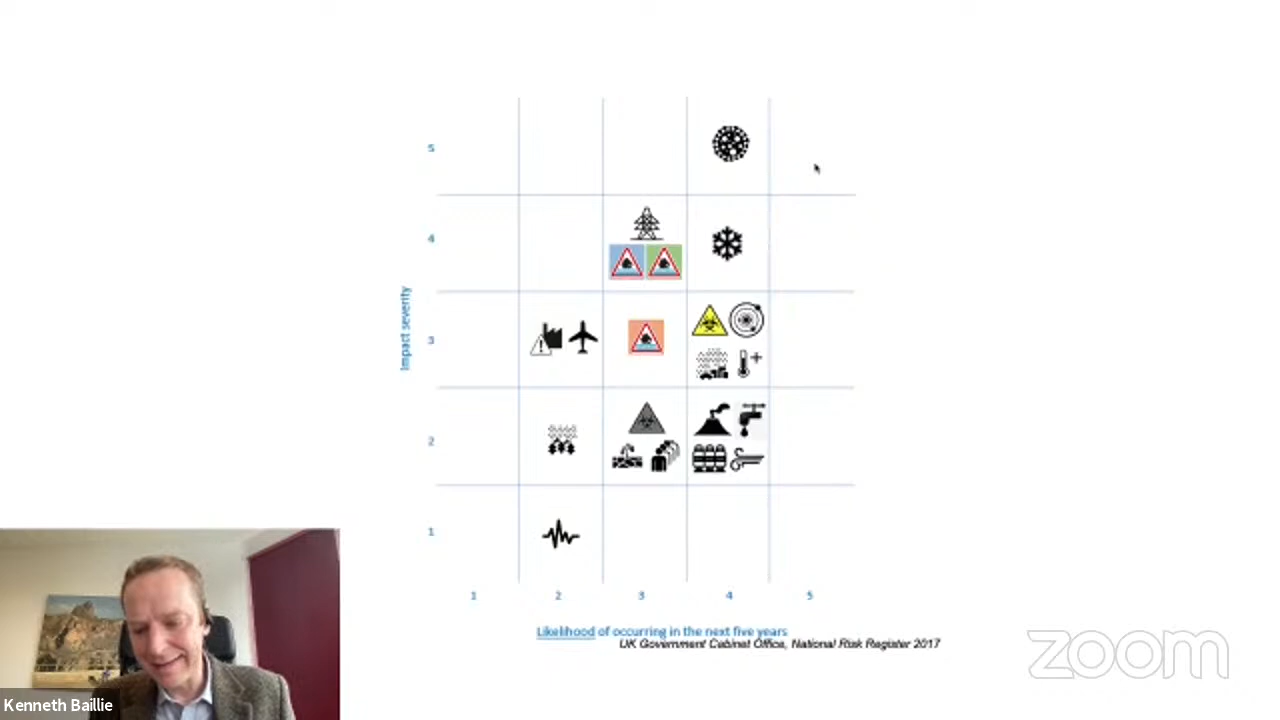 5
4
3
2
1
Impact severity
1 2 3 4 5
Likelihood of occurring in the next five years
UK Government Cabinet Office, National Risk Register 2017
Kenneth Baillie
zoom